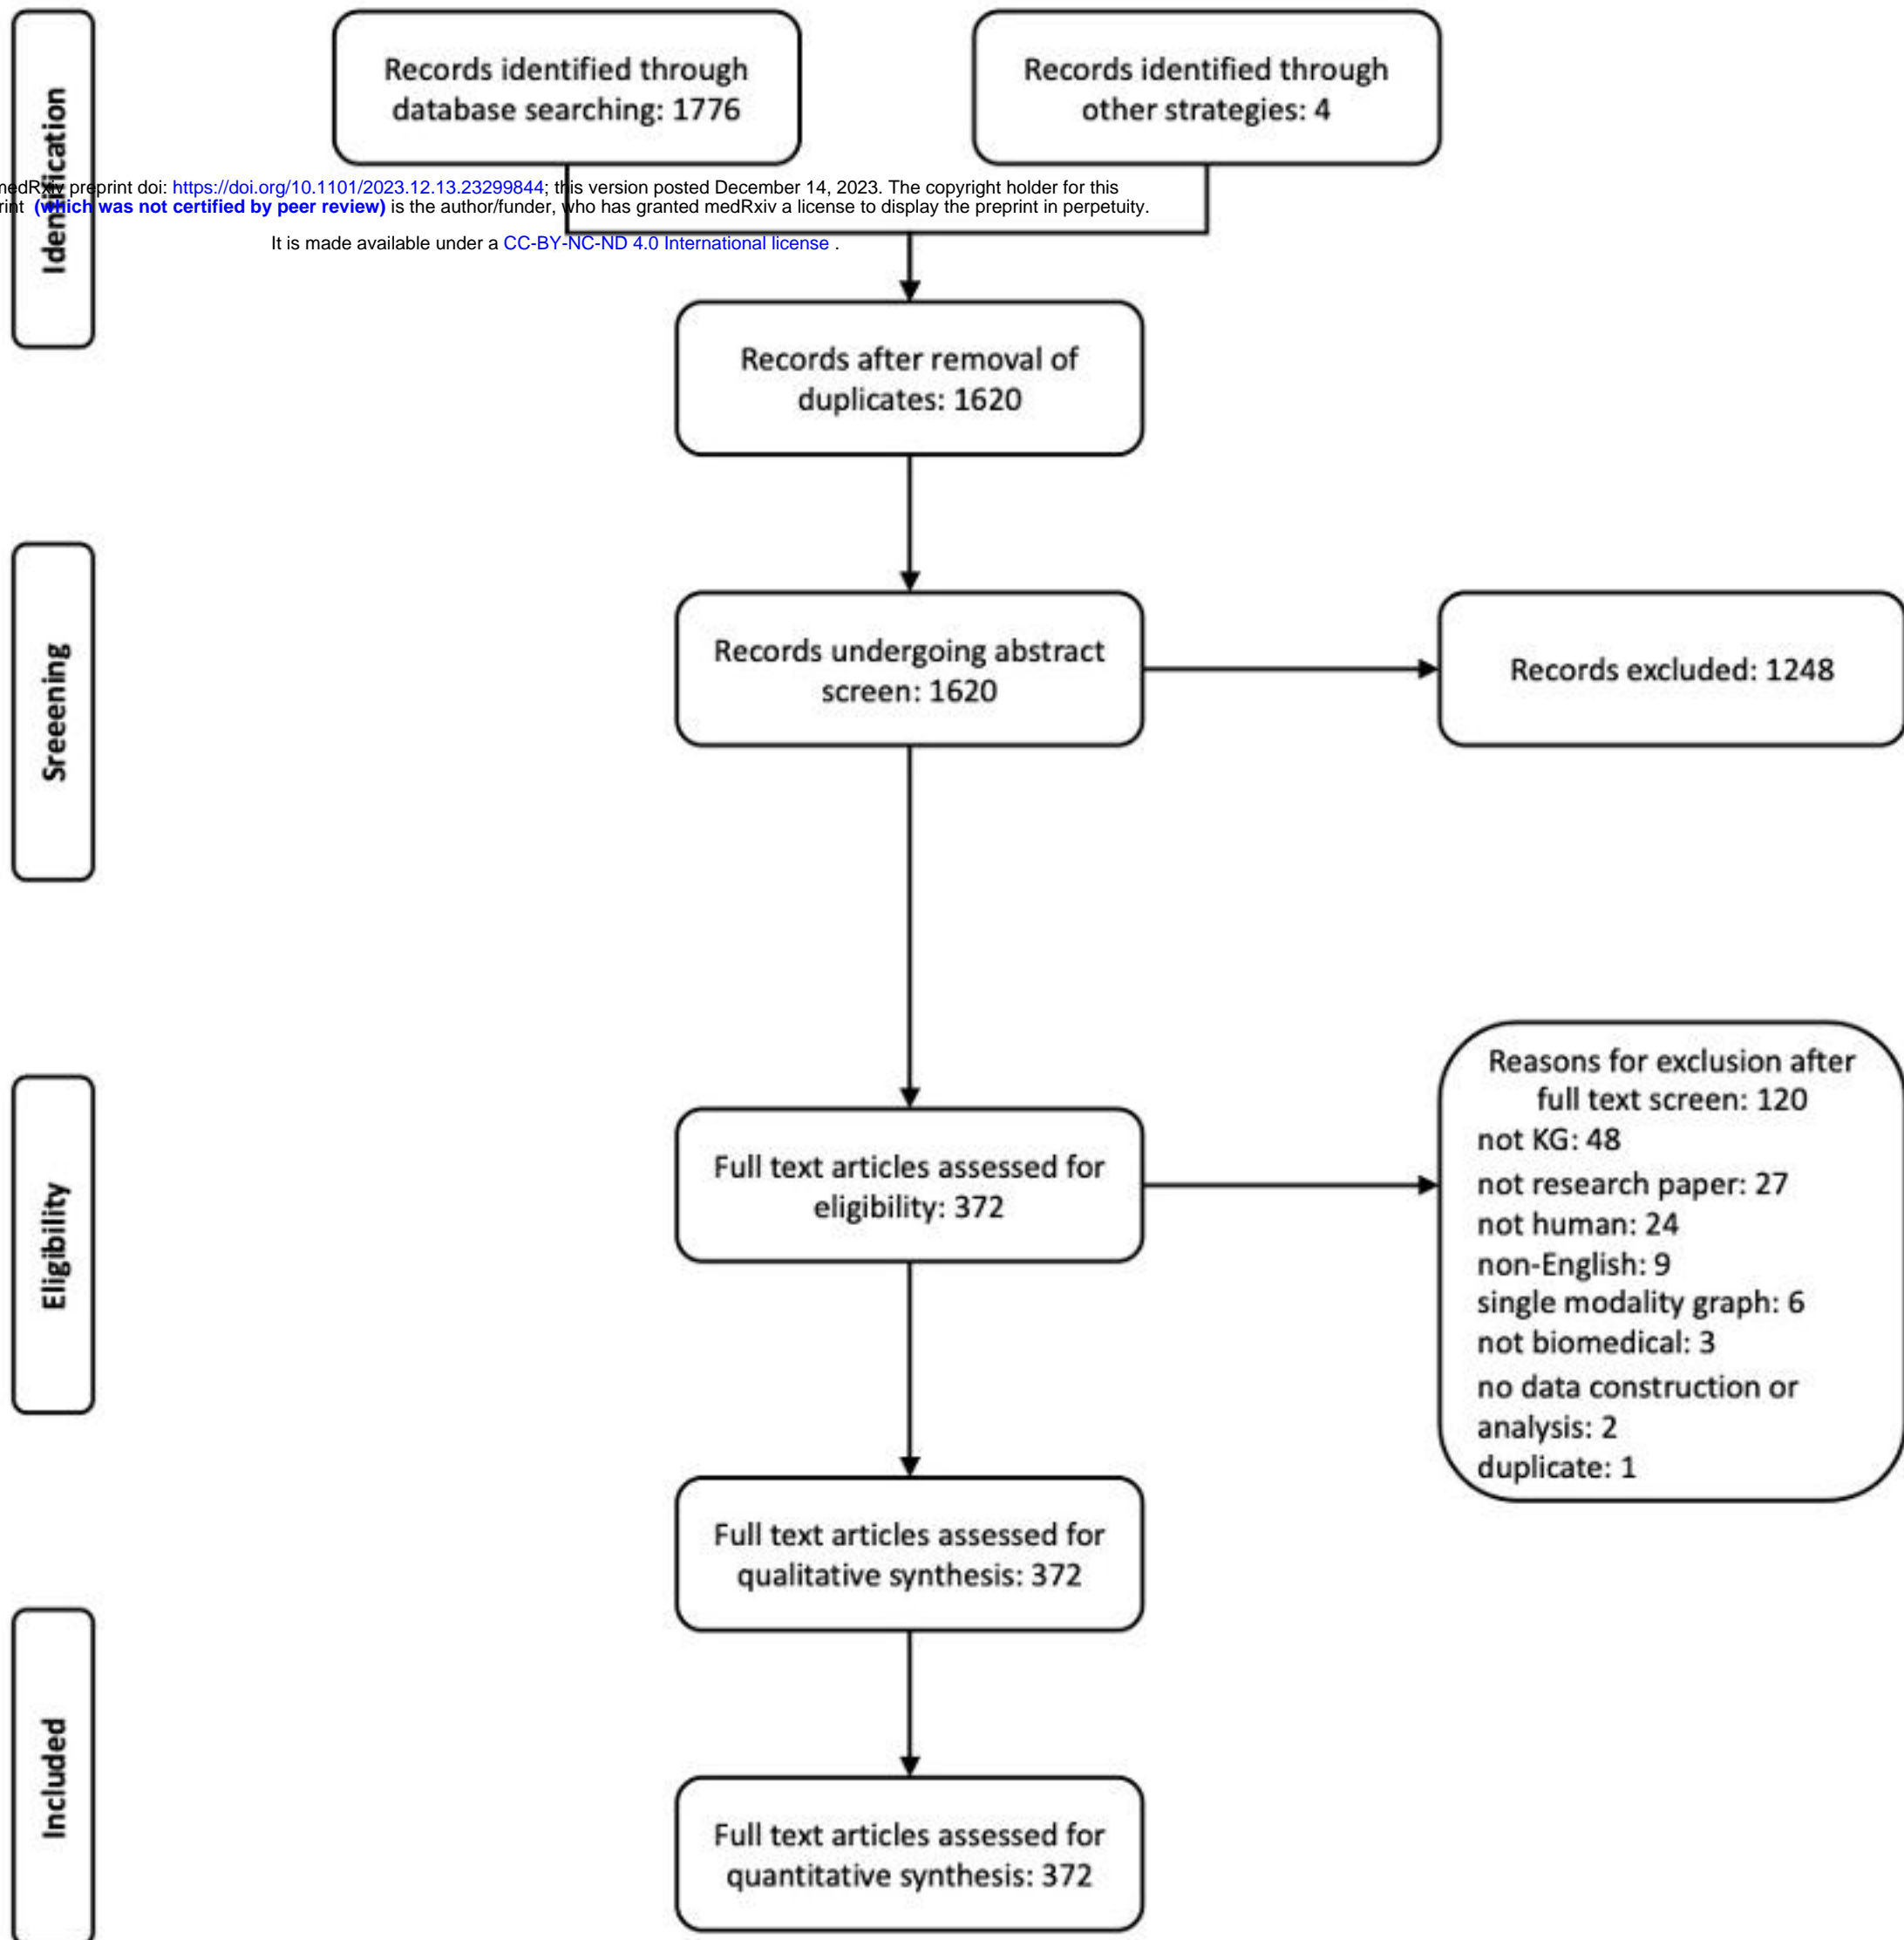 Identification
Records identified through
database searching: 1776
Records identified through
other strategies: 4
medRxiv preprint doi: https://doi.org/10.1101/2023.12.13.23299844; this version posted December 14, 2023. The copyright holder for this
(which was not certified by peer review) is the author/funder, who has granted medRxiv a license to display the preprint in perpetuity.
It is made available under a CC-BY-NC-ND 4.0 International license .
Records after removal of
duplicates: 1620
Sreening
Records undergoing abstract
screen: 1620
Records excluded: 1248
Eligibility
Full text articles assessed for
eligibility: 372
Reasons for exclusion after
full text screen: 120
not KG: 48
not research paper: 27
not human: 24
non-English: 9
single modality graph: 6
not biomedical: 3
no data construction or
analysis: 2
duplicate: 1
Full text articles assessed for
qualitative synthesis: 372
Included
Full text articles assessed for
quantitative synthesis: 372